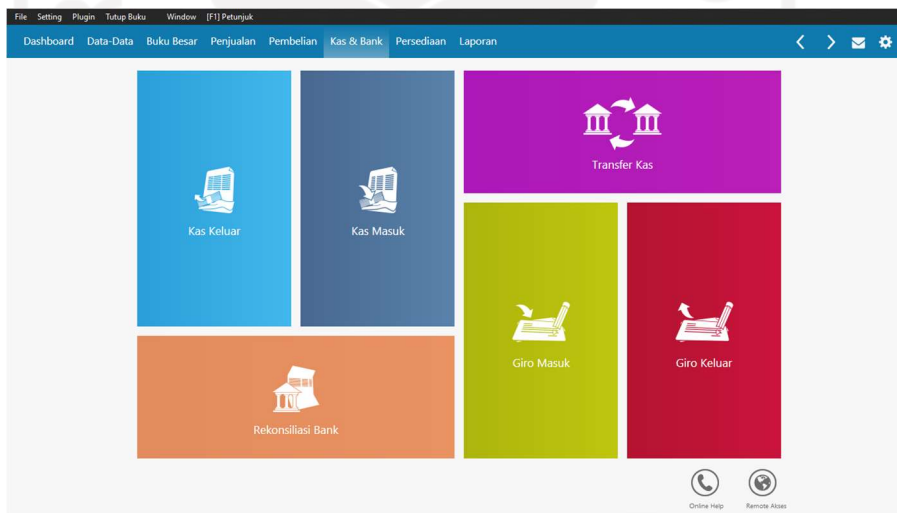 File Setting Plugin Tutup Buku Window [F1] Petunjuk
Dashboard Data-Data Buku Besar Penjualan Pembelian Kas & Bank Persediaan Laporan
Transfer Kas
Kas Keluar
Kas Masuk
Giro Masuk
Giro Keluar
Rekonsiliasi Bank
Online Help
Remote Akses